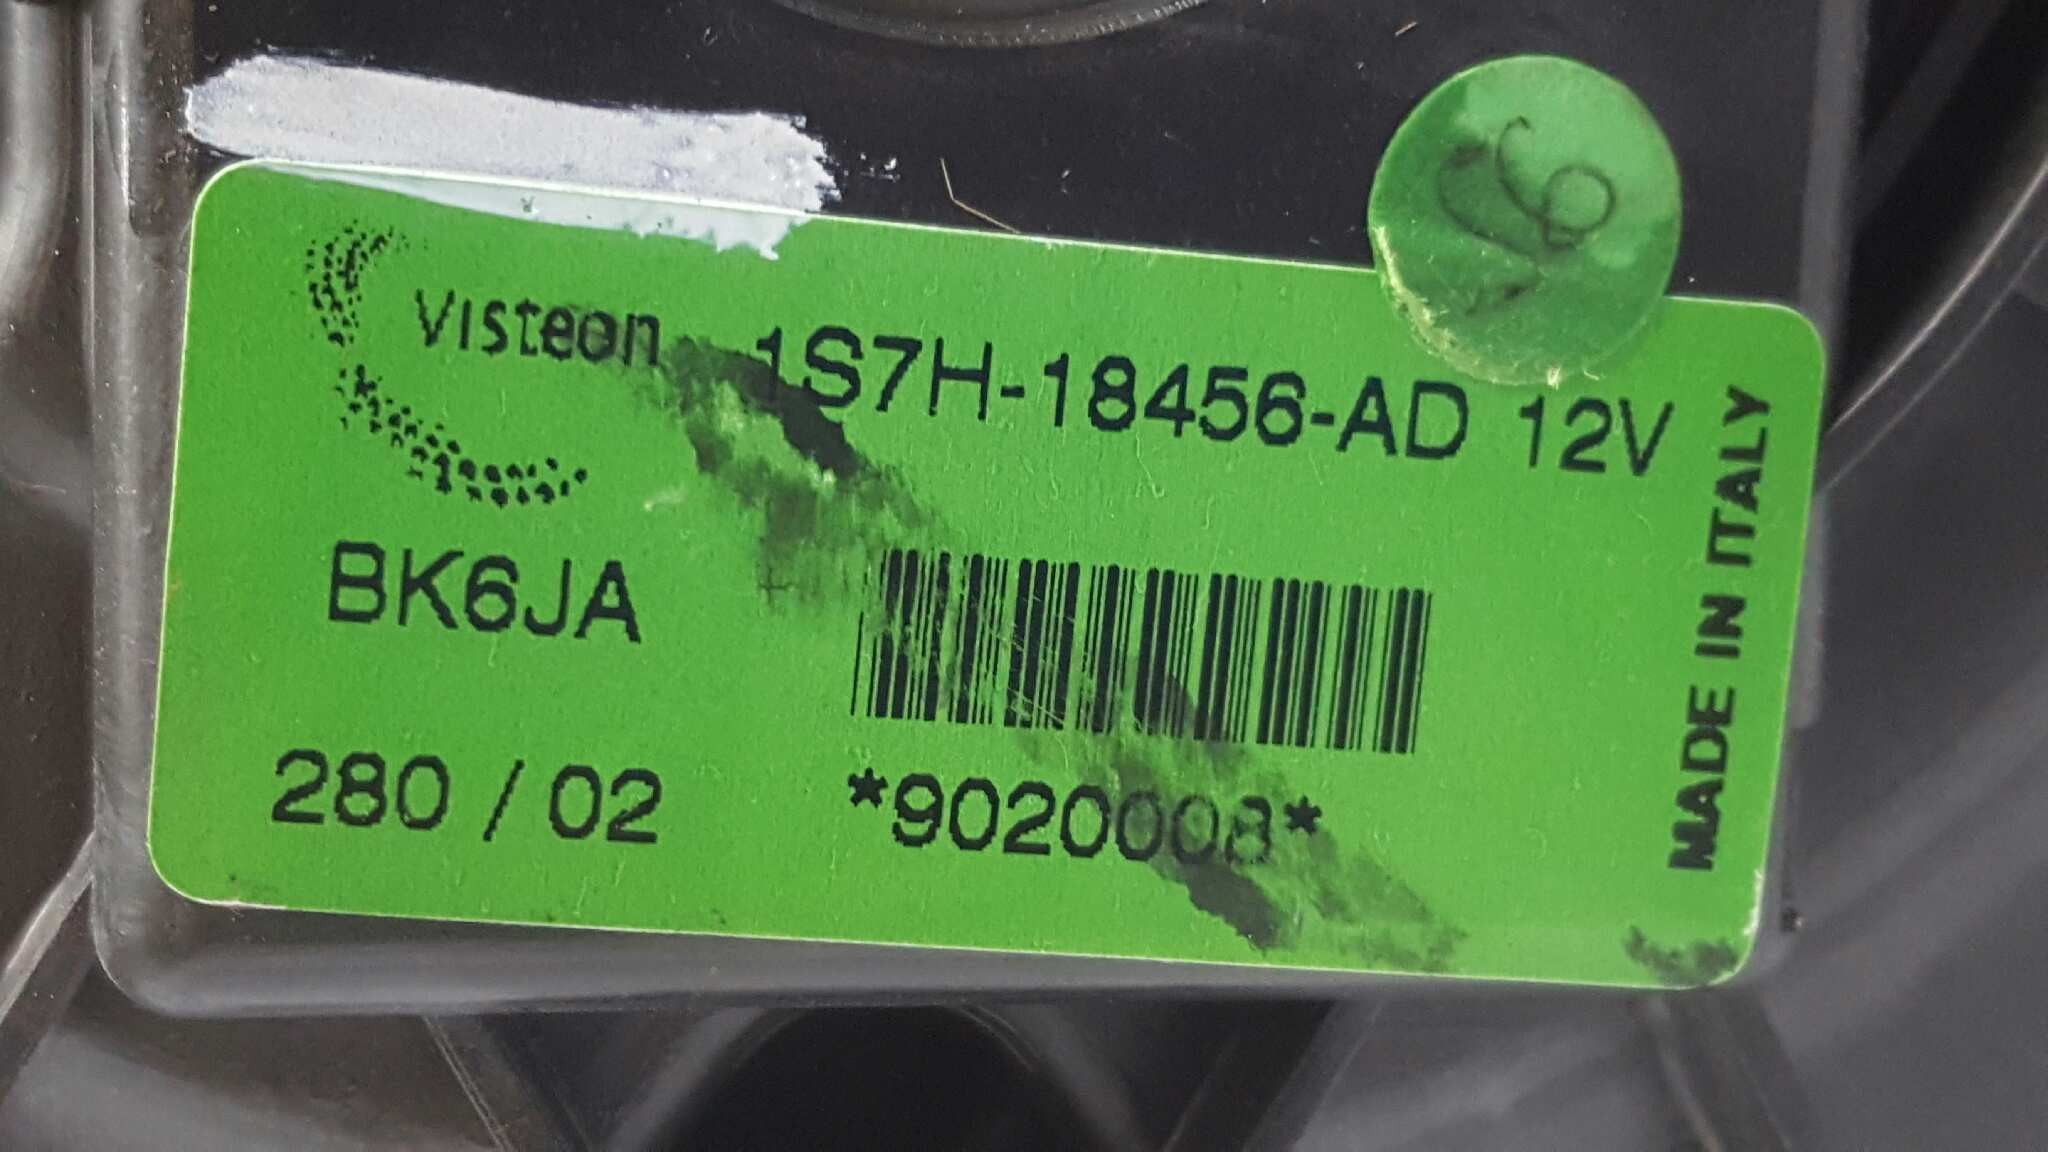 Visteon 1S7H-18456-AD 12V
BK6JA
280 / 02 *9020008*
MADE IN ITALY